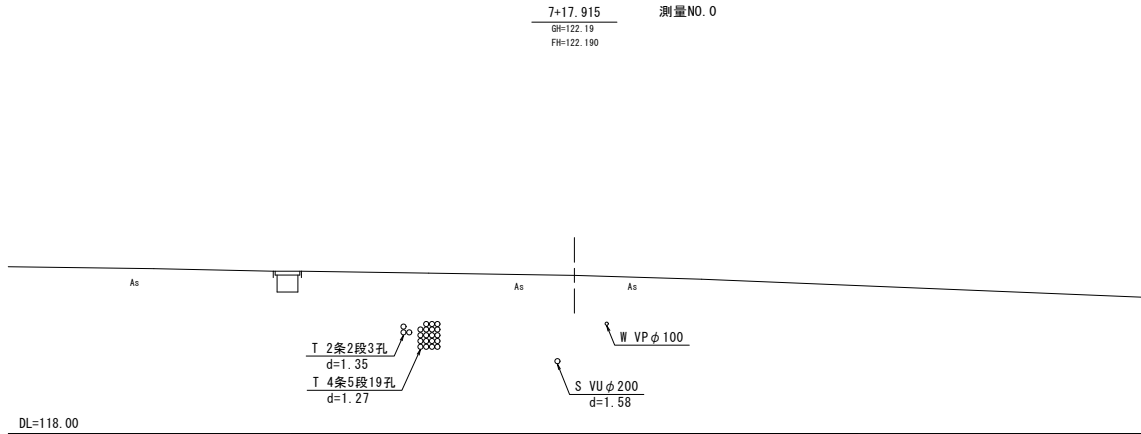 7+17.915 測量NO.0
GH=122.19
FH=122.190
As
As
As
T 2条2段3孔
d=1.35
T 4条5段19孔
d=1.27
W VPφ100
S VUφ200
d=1.58
DL=118.00